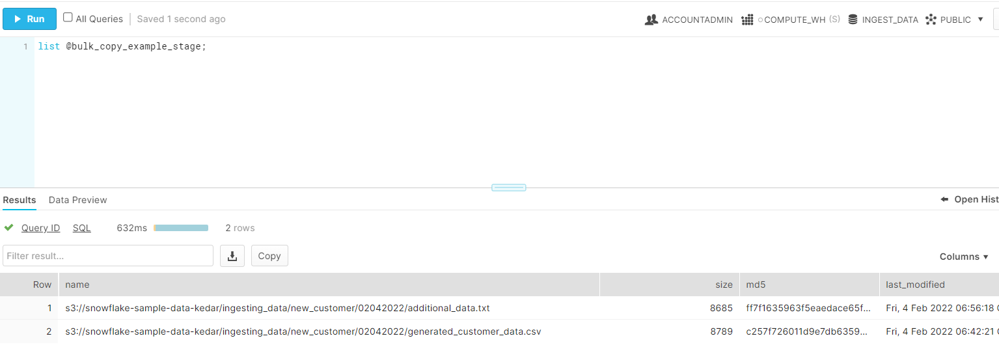 Run All Queries Saved 1 second ago ACCOUNTADMIN COMPUTE_WH (S) INGEST_DATA PUBLIC
1 list @bulk_copy_example_stage;
Results Data Preview Open Hist
Query ID SQL 632ms 2 rows
Filter result... Copy Columns
Row name size md5 last_modified
1 s3://snowflake-sample-data-kedar/ingesting_data/new_customer/02042022/additional_data.txt 8685 ff7f1635963f5eaedace65f... Fri, 4 Feb 2022 06:56:18
2 s3://snowflake-sample-data-kedar/ingesting_data/new_customer/02042022/generated_customer_data.csv 8789 c257f726011d9e7db6359... Fri, 4 Feb 2022 06:42:21